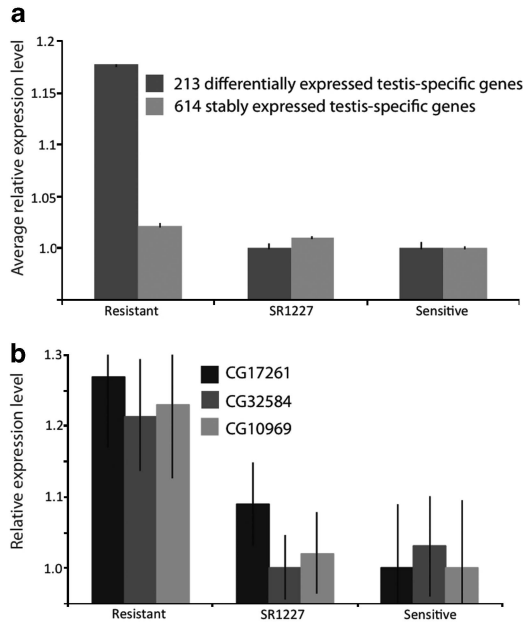 a
Average relative expression level
1.2
1.15
1.1
1.05
1.0
213 differentially expressed testis-specific genes
614 stably expressed testis-specific genes
Resistant
SR1227
Sensitive
b
Relative expression level
1.3
1.2
1.1
1.0
CG17261
CG32584
CG10969
Resistant
SR1227
Sensitive